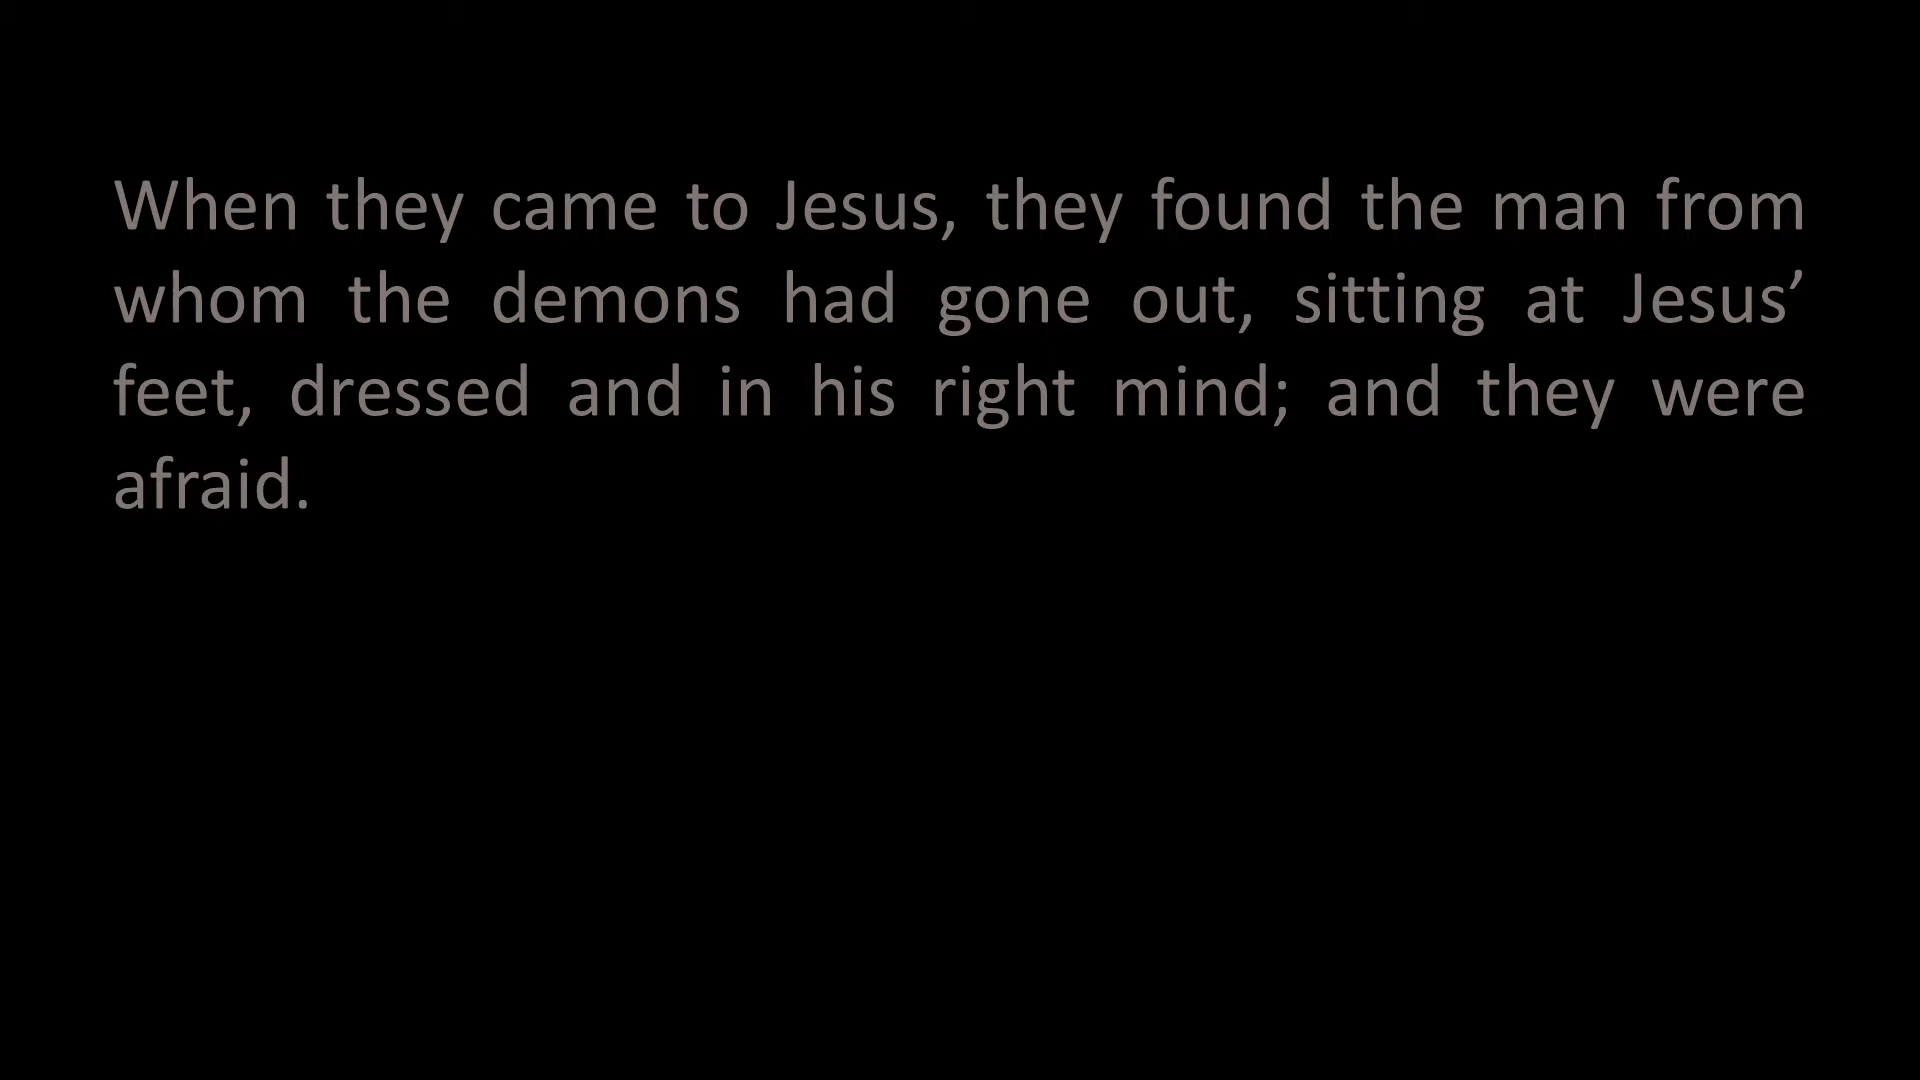 When they came to Jesus, they found the man from
whom the demons had gone out, sitting at Jesus’
feet, dressed and in his right mind; and they were
afraid.